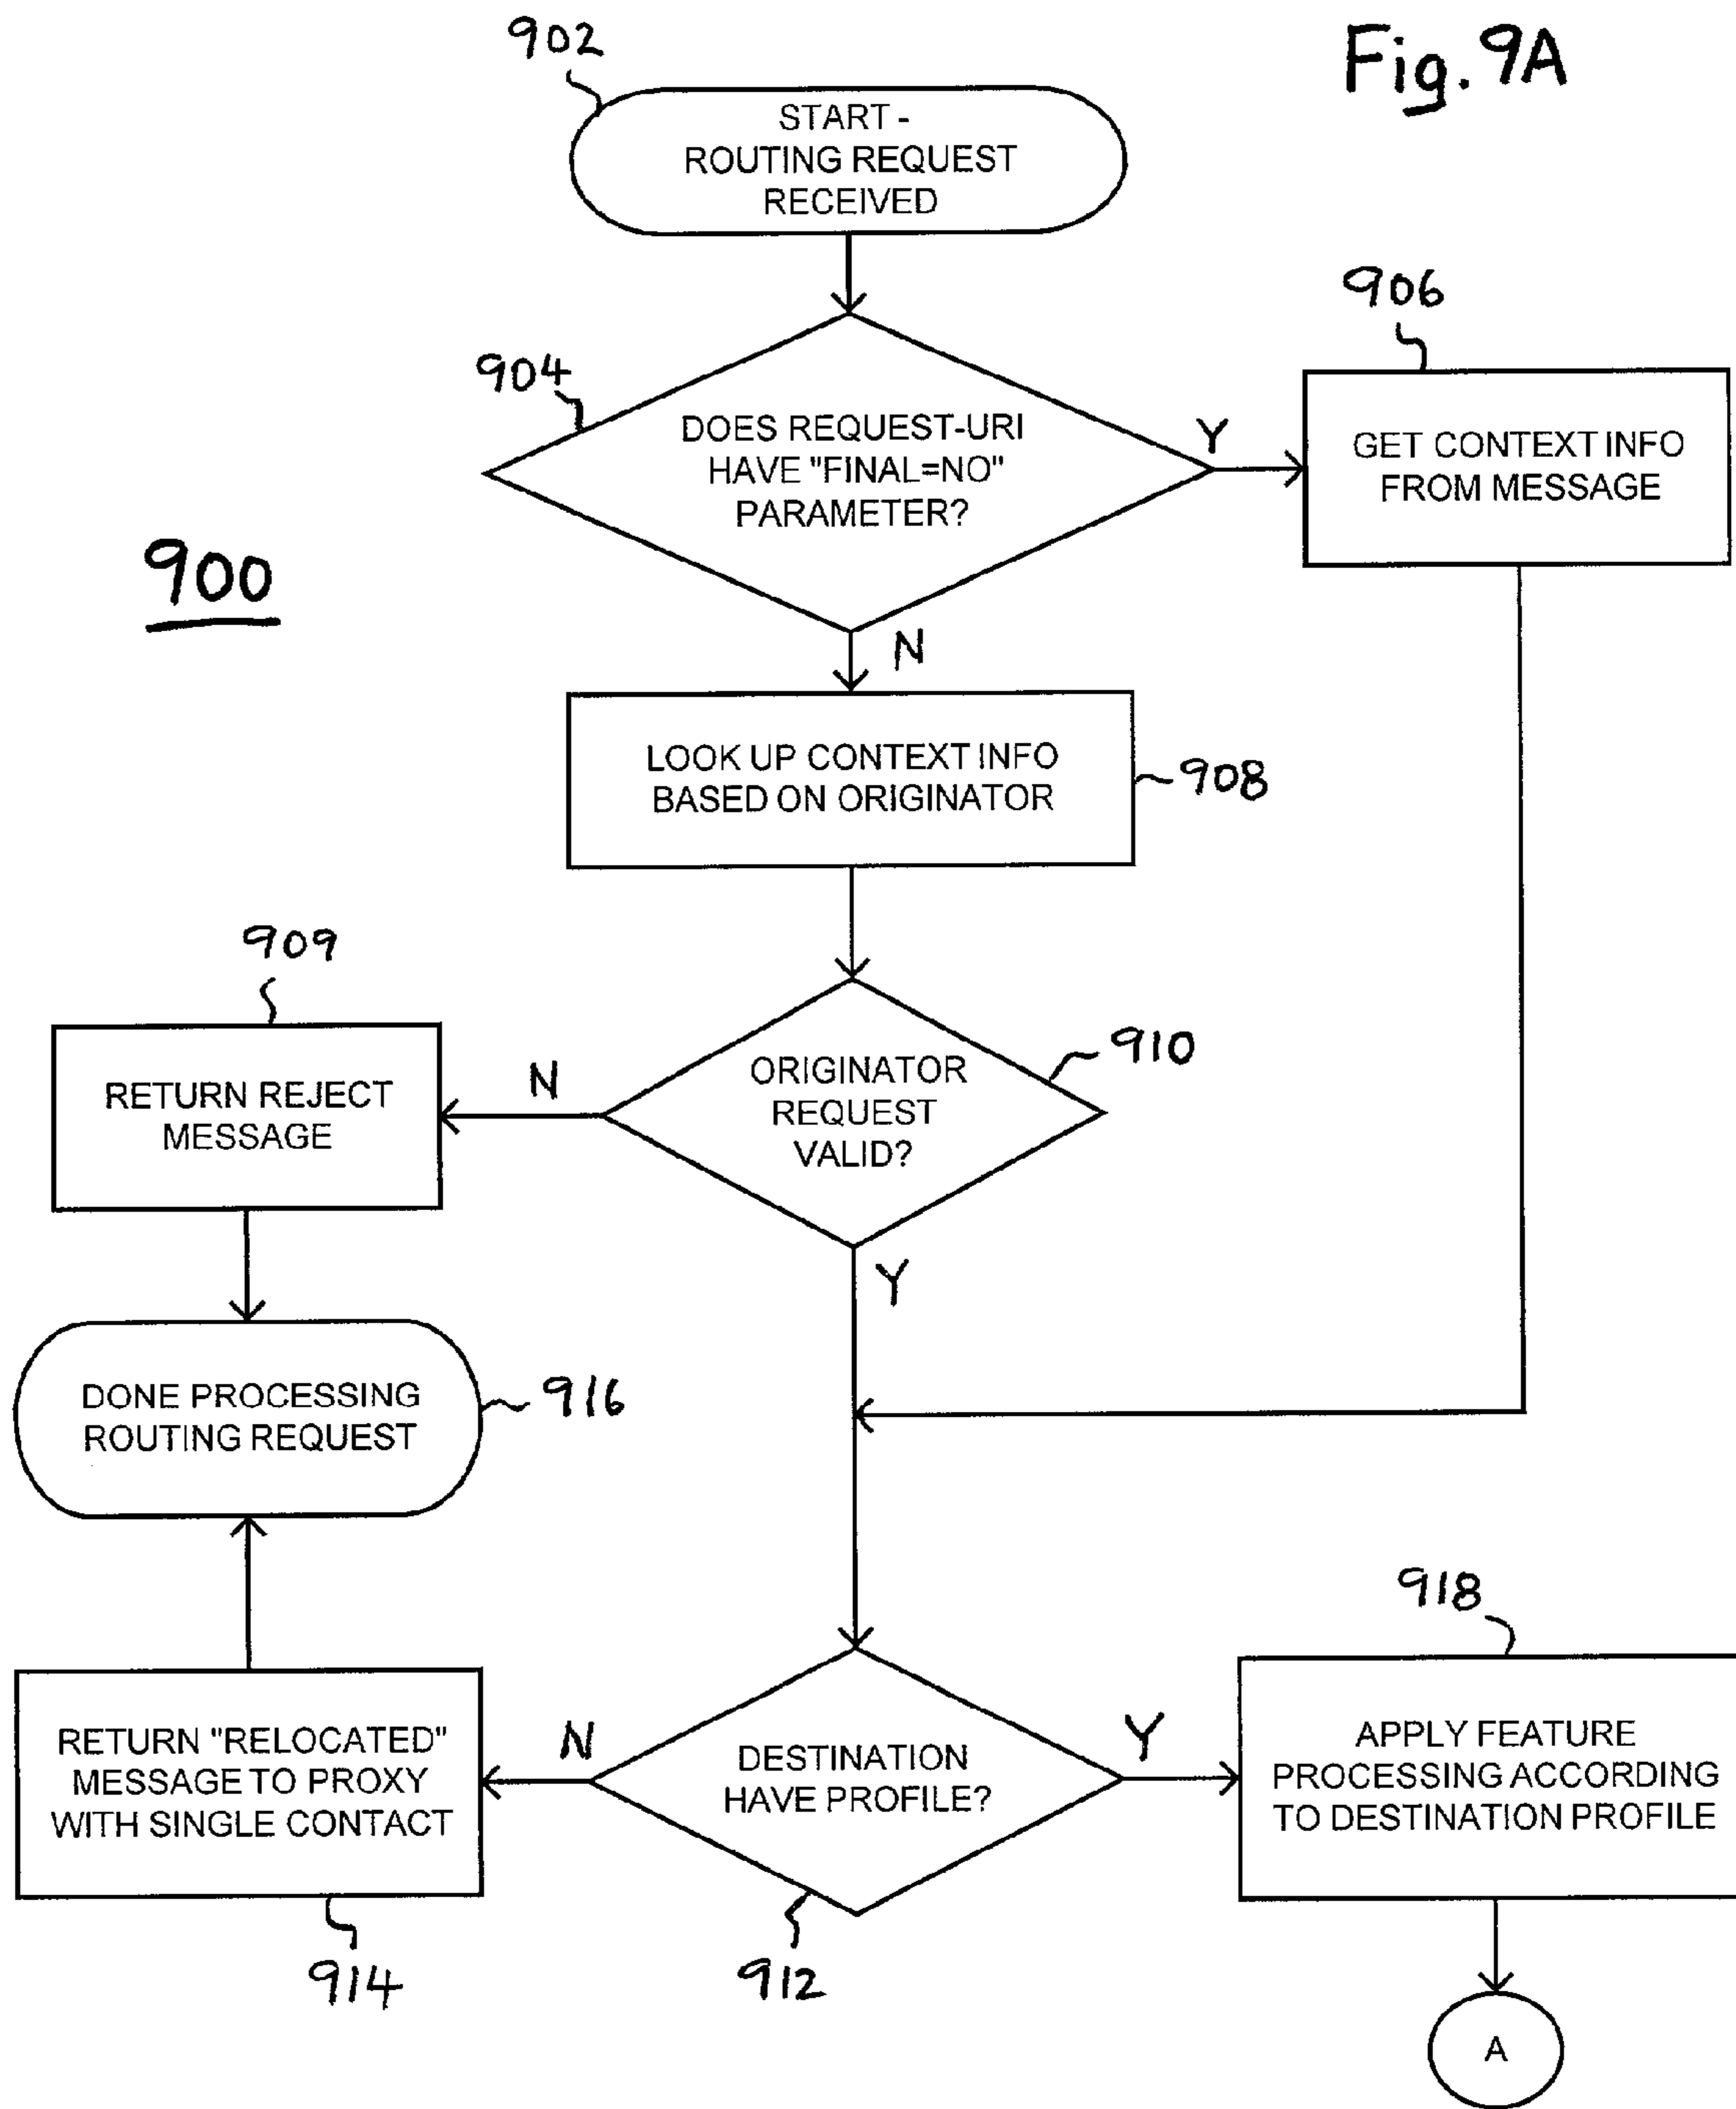 Fig. 9A
902
START -
ROUTING REQUEST
RECEIVED
906
904
DOES REQUEST-URI
HAVE "FINAL=NO"
PARAMETER?
Y
GET CONTEXT INFO
FROM MESSAGE
900
N
LOOK UP CONTEXT INFO
BASED ON ORIGINATOR
908
909
RETURN REJECT
MESSAGE
N
ORIGINATOR
REQUEST
VALID?
910
Y
DONE PROCESSING
ROUTING REQUEST
916
918
RETURN "RELOCATED"
MESSAGE TO PROXY
WITH SINGLE CONTACT
N
DESTINATION
HAVE PROFILE?
Y
APPLY FEATURE
PROCESSING ACCORDING
TO DESTINATION PROFILE
914
912
A